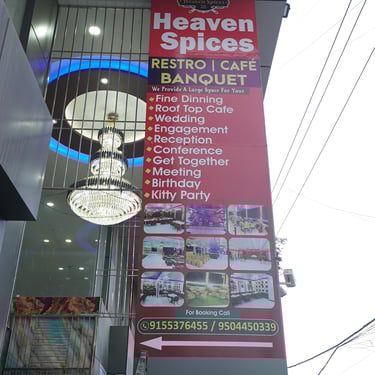 Heaven Spices
Heaven
Spices
RESTRO | CAFÉ
BANQUET
We Provide A Large Space For Your
Fine Dinning
Roof Top Cafe
Wedding
Engagement
Reception
Conference
Get Together
Meeting
Birthday
Kitty Party
For Booking Call
9155376455 / 9504450339